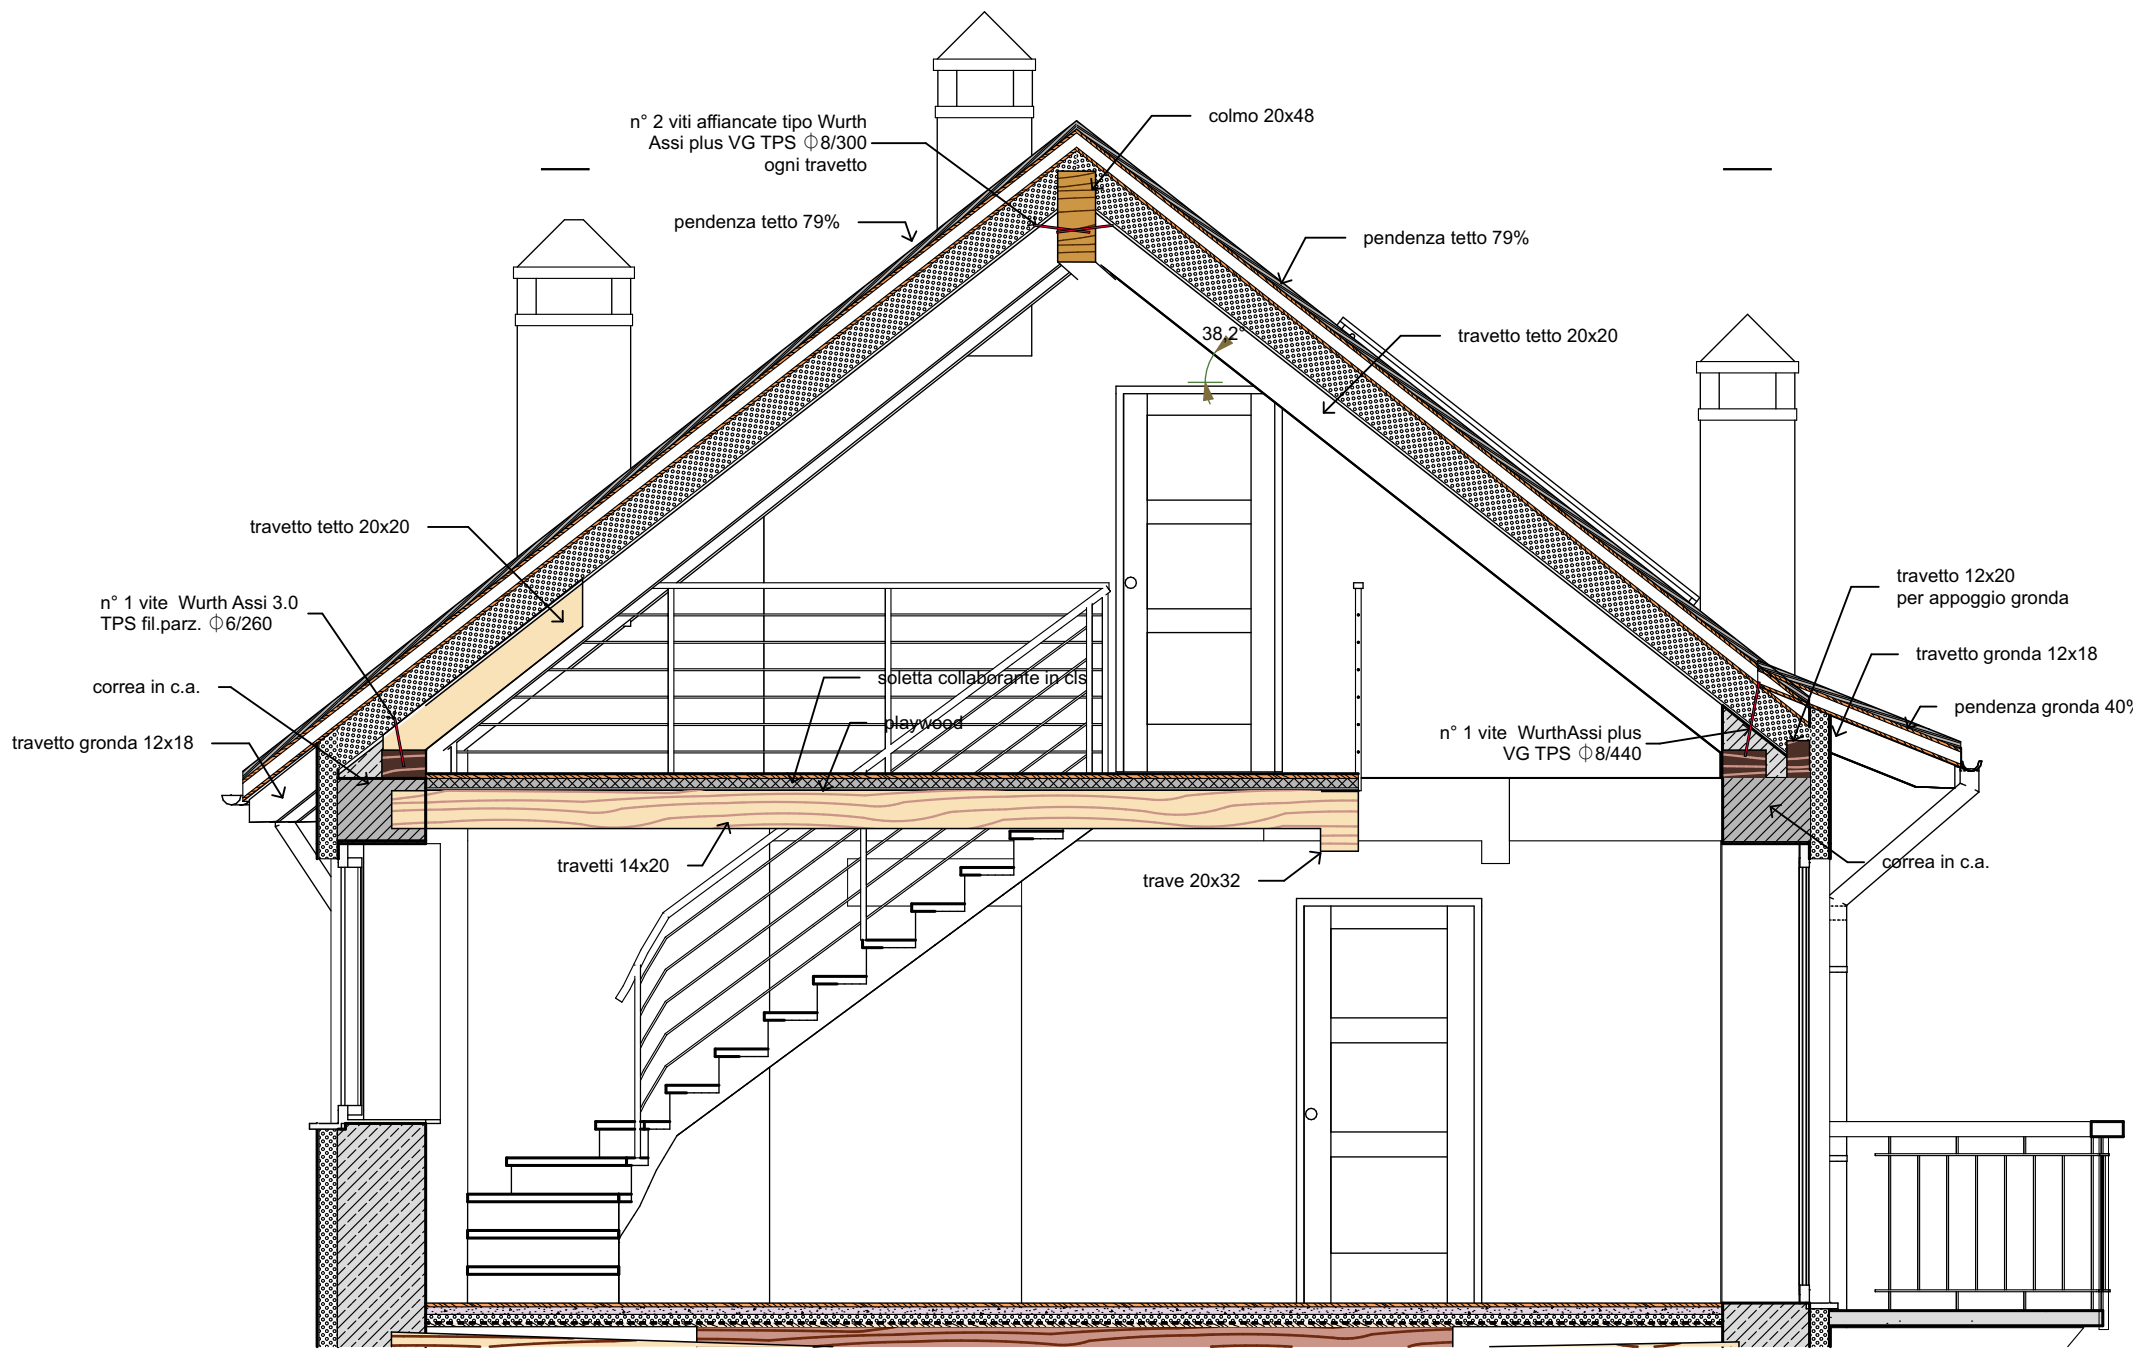 colmo 20x48
n° 2 viti affiancate tipo Wurth
Assi plus VG TPS Φ8/300
ogni travetto
pendenza tetto 79%
pendenza tetto 79%
38,2°
travetto tetto 20x20
travetto tetto 20x20
n° 1 vite  Wurth Assi 3.0
TPS fil.parz. Φ6/260
travetto 12x20
per appoggio gronda
travetto gronda 12x18
correa in c.a.
soletta collaborante in cls
pendenza gronda 40%
playwood
travetto gronda 12x18
n° 1 vite  WurthAssi plus
VG TPS Φ8/440
travetti 14x20
trave 20x32
correa in c.a.